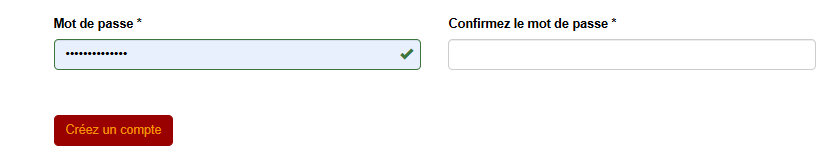 Mot de passe *
Confirmez le mot de passe *
••••••••••••••
Créez un compte